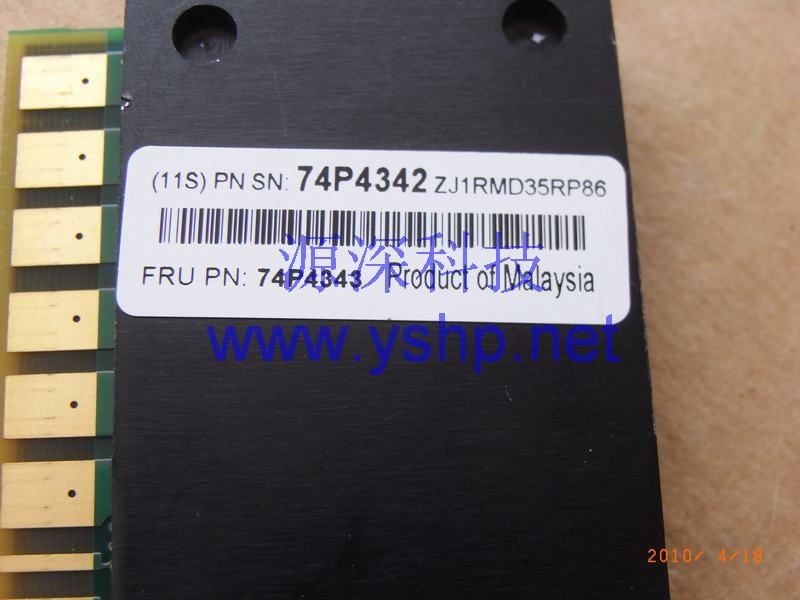 (11S) PN SN: 74P4342 ZJ1RMD35RP86
源深科技
FRU PN: 74P4343 Product of Malaysia
www.yshp.net
2010/ 4/18